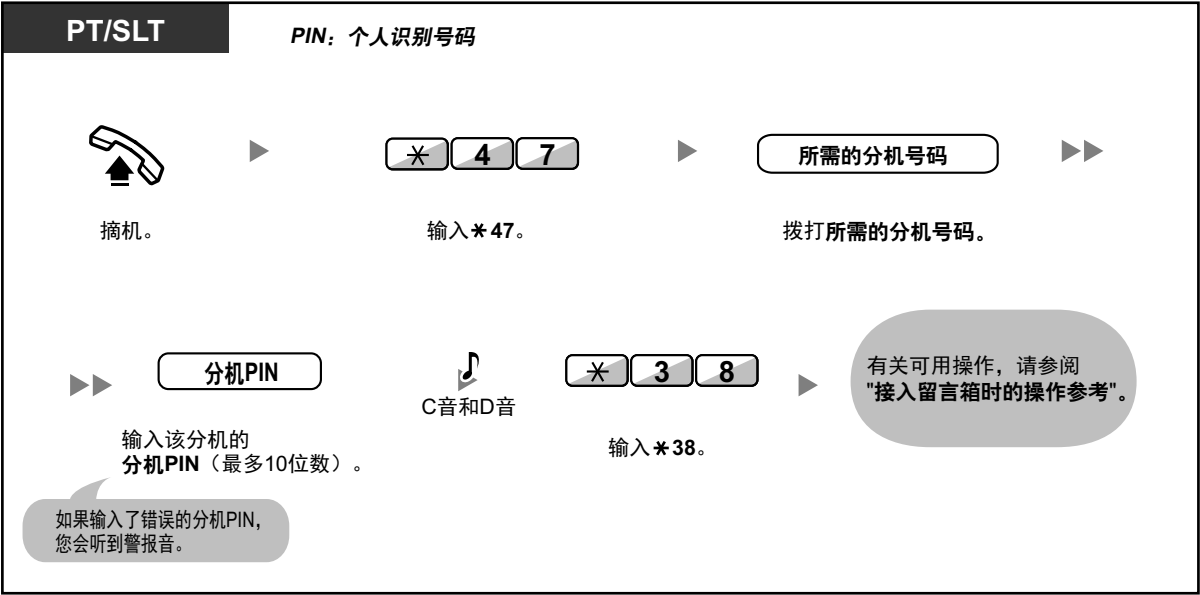 PT/SLT
PIN：个人识别号码
* 4 7
所需的分机号码
摘机。
输入*47。
拨打所需的分机号码。
分机PIN
C音和D音
* 3 8
有关可用操作，请参阅
"接入留言箱时的操作参考"。
输入该分机的
分机PIN（最多10位数）。
输入*38。
如果输入了错误的分机PIN，
您会听到警报音。